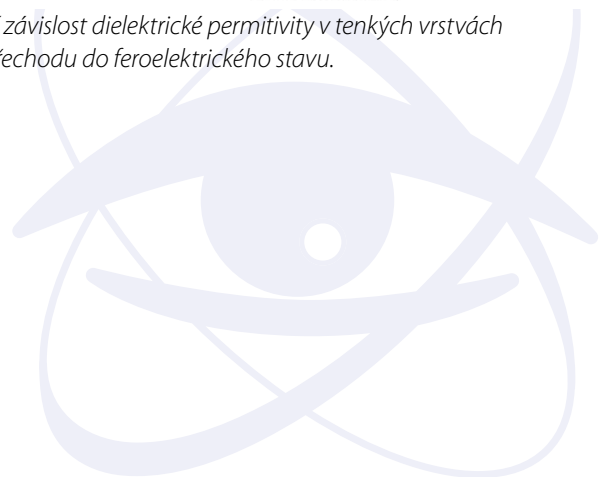 závislost dielektrické permitivity v tenkých vrstvách
řechodu do feroelektrického stavu.